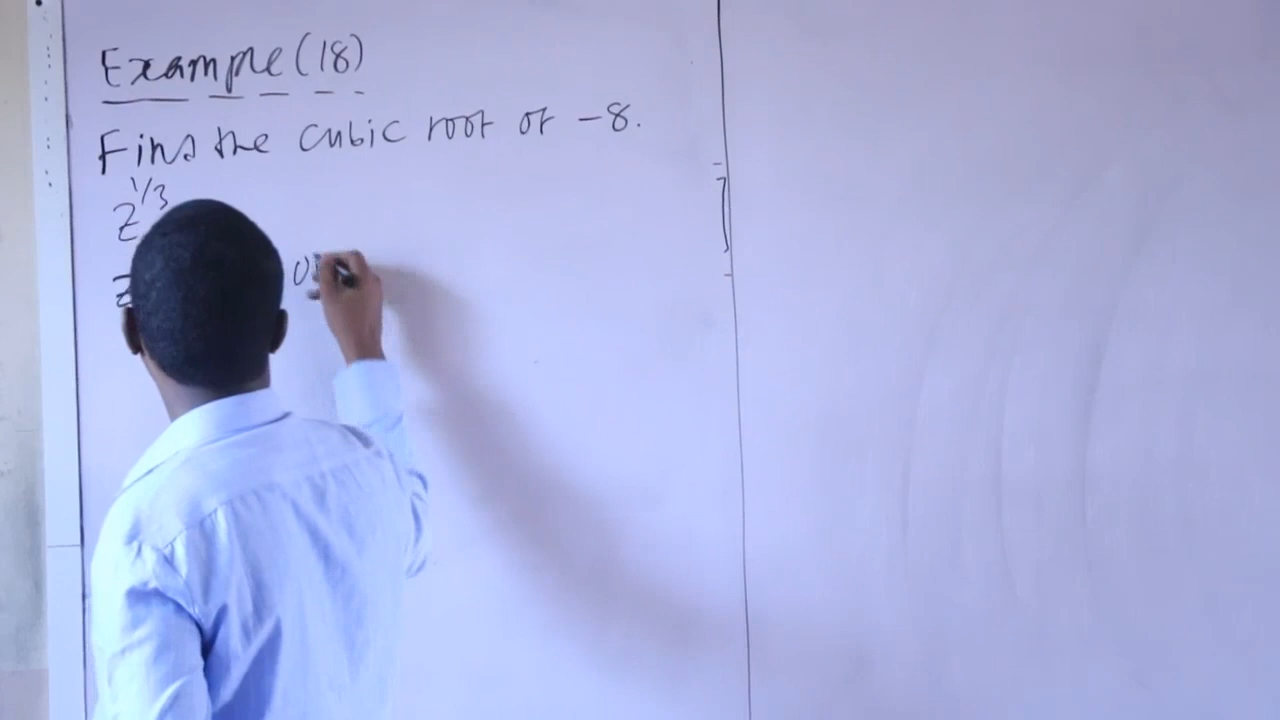 Example (18)
Find the cubic root of -8.
z^1/3
z